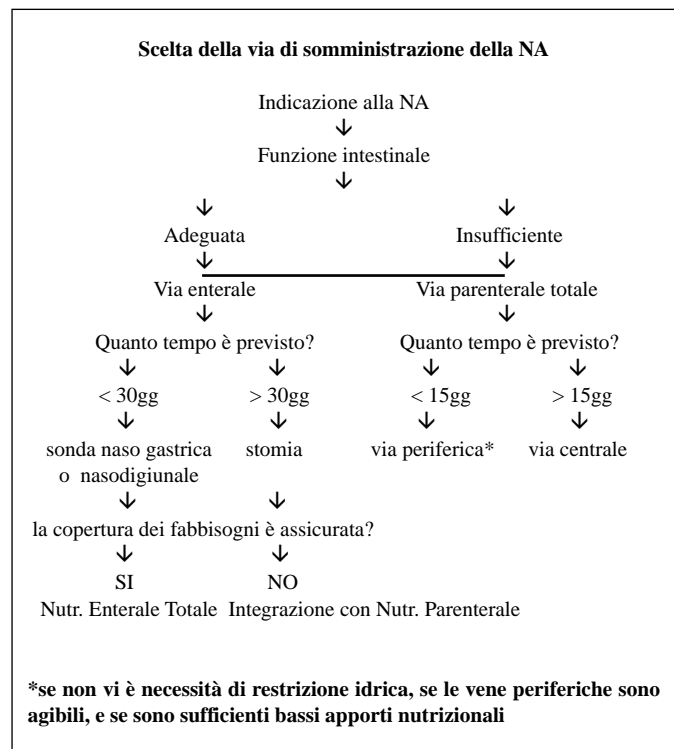 Scelta della via di somministrazione della NA
Indicazione alla NA
Funzione intestinale
Adeguata Insufficiente
Via enterale Via parenterale totale
Quanto tempo è previsto? Quanto tempo è previsto?
< 30gg > 30gg < 15gg > 15gg
sonda naso gastrica stomia via periferica* via centrale
o nasodigiunale
la copertura dei fabbisogni è assicurata?
SI NO
Nutr. Enterale Totale Integrazione con Nutr. Parenterale
*se non vi è necessità di restrizione idrica, se le vene periferiche sono
agibili, e se sono sufficienti bassi apporti nutrizionali